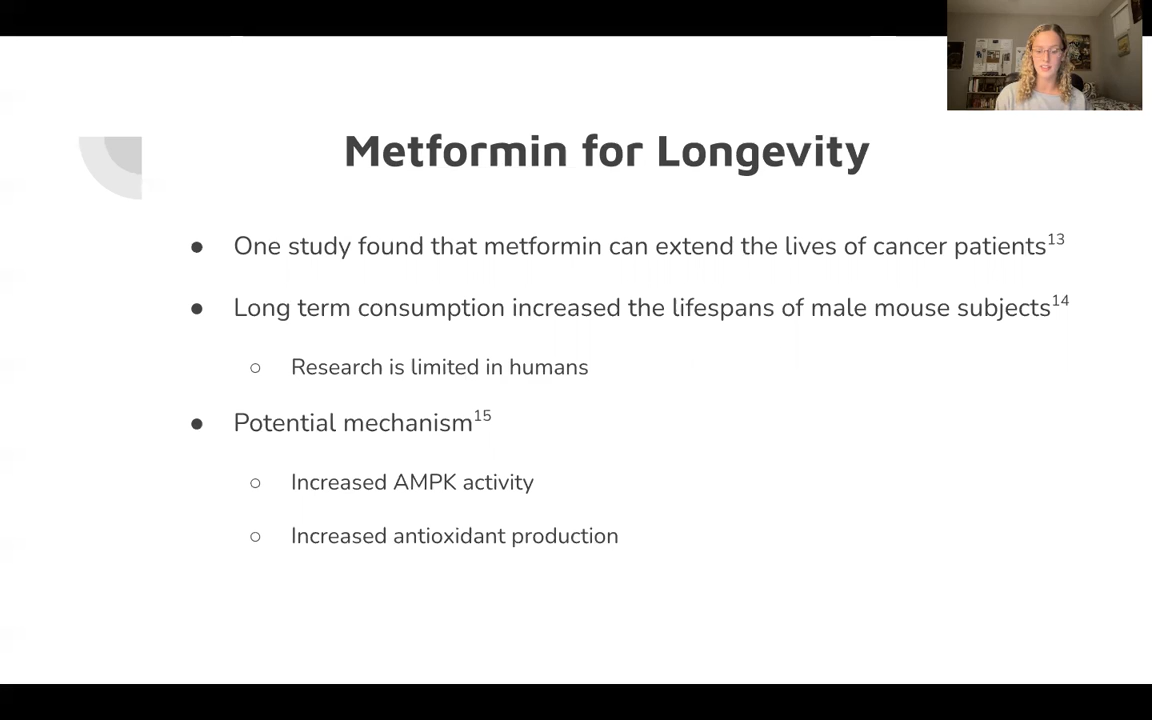 Metformin for Longevity
● One study found that metformin can extend the lives of cancer patients¹³
● Long term consumption increased the lifespans of male mouse subjects¹⁴
○ Research is limited in humans
● Potential mechanism¹⁵
○ Increased AMPK activity
○ Increased antioxidant production